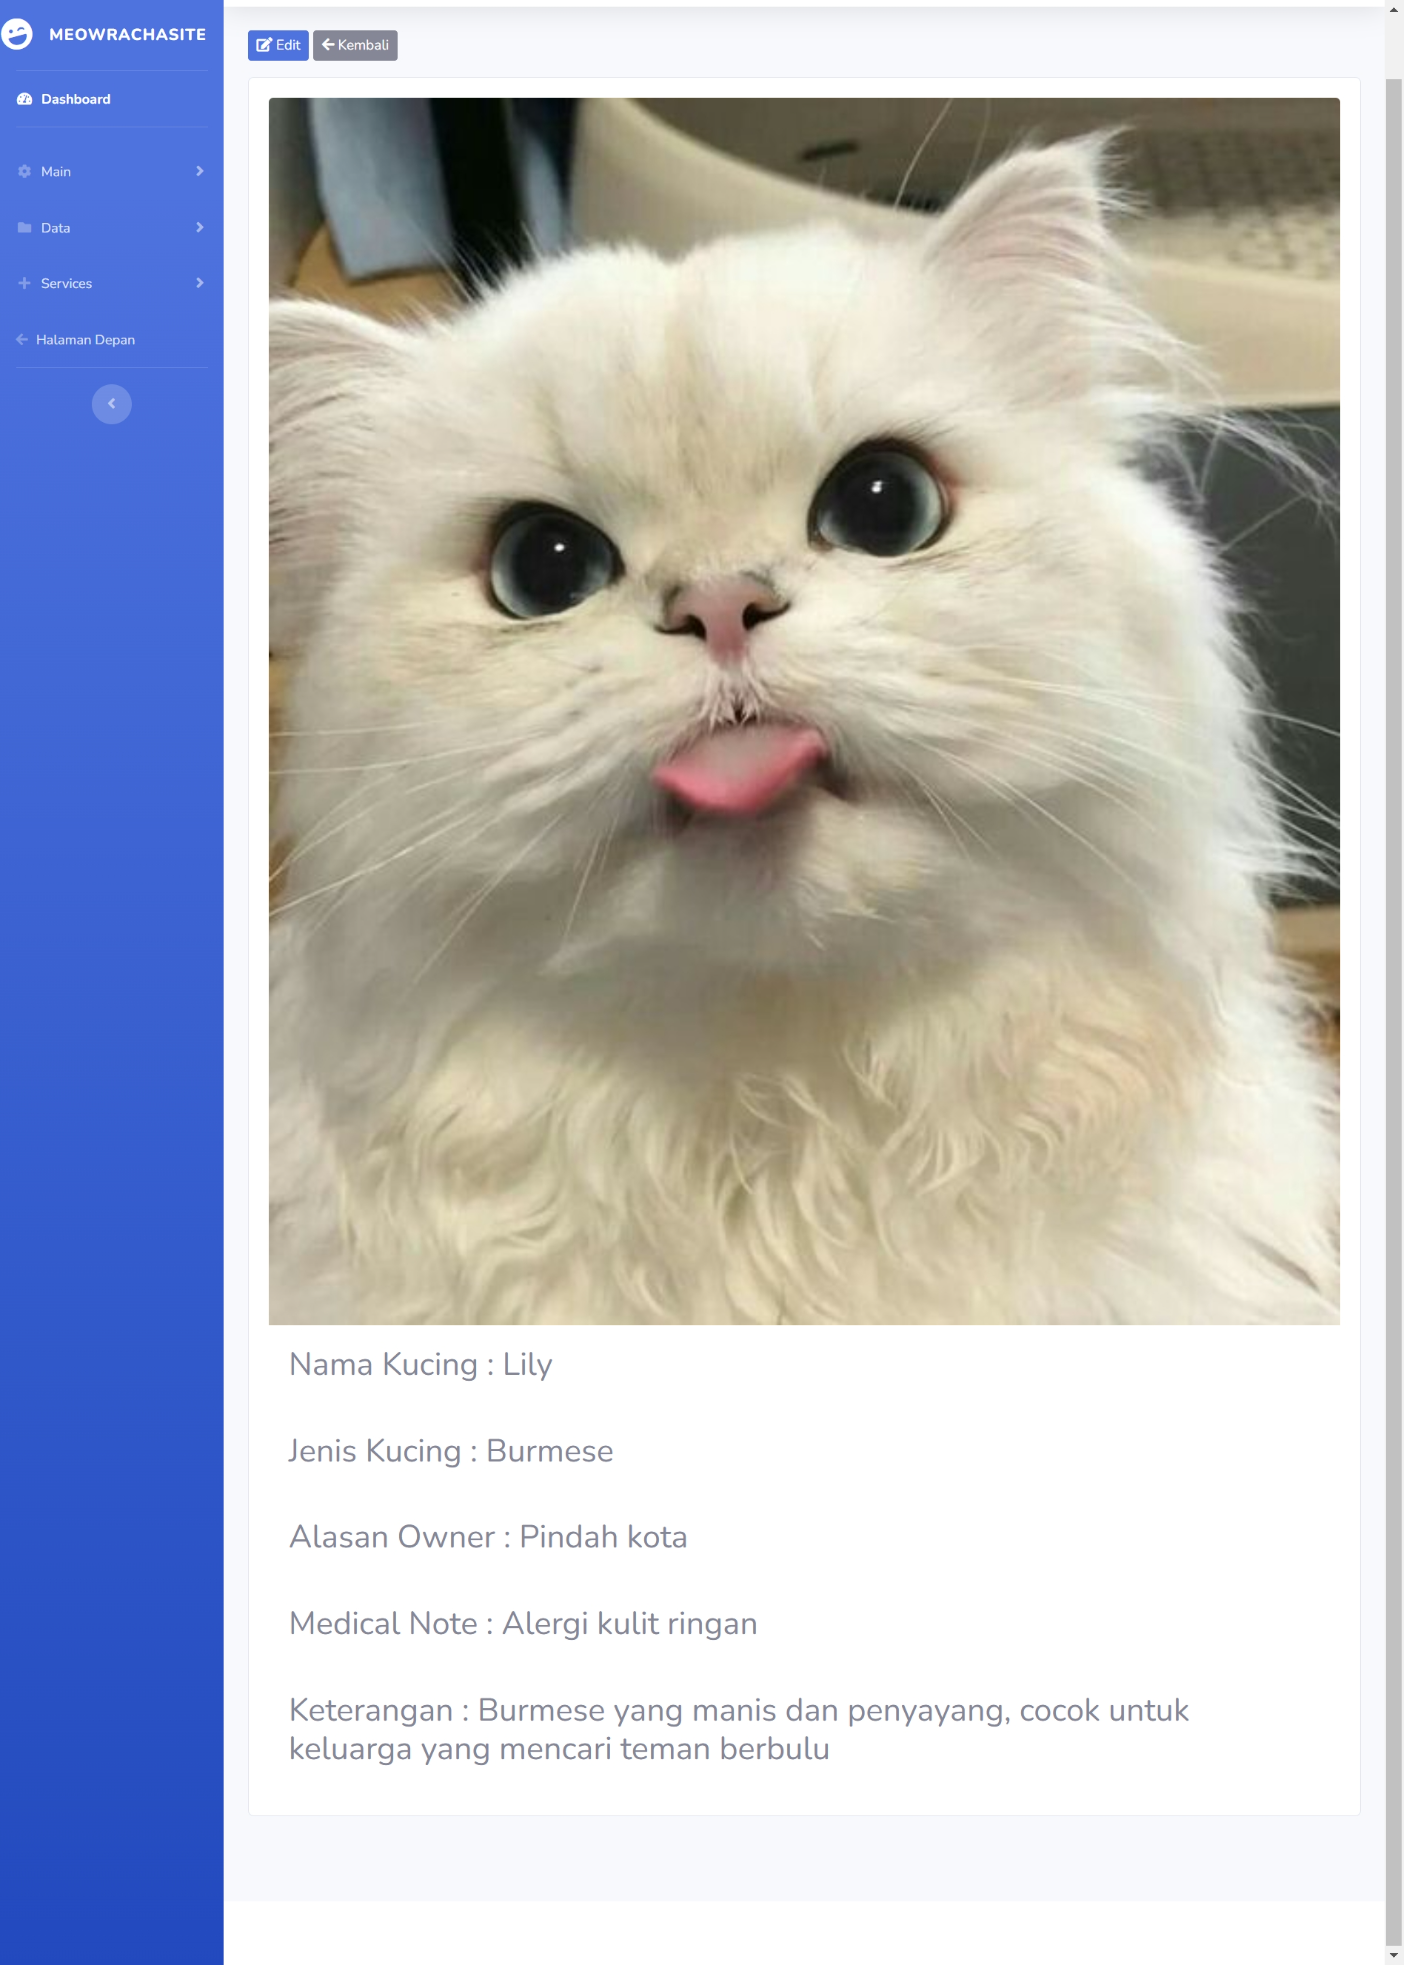 MEOWRACHASITE
Edit
Kembali
Dashboard
Main
Data
Services
Halaman Depan
Nama Kucing : Lily
Jenis Kucing : Burmese
Alasan Owner : Pindah kota
Medical Note : Alergi kulit ringan
Keterangan : Burmese yang manis dan penyayang, cocok untuk
keluarga yang mencari teman berbulu